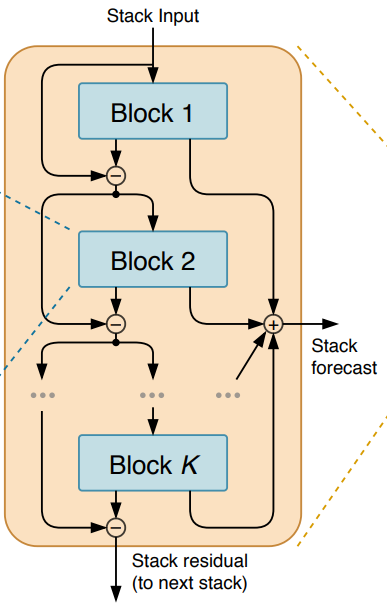 Stack Input
Block 1
−
Block 2
−
+
Stack
forecast
••• ••• •••
Block K
−
Stack residual
(to next stack)